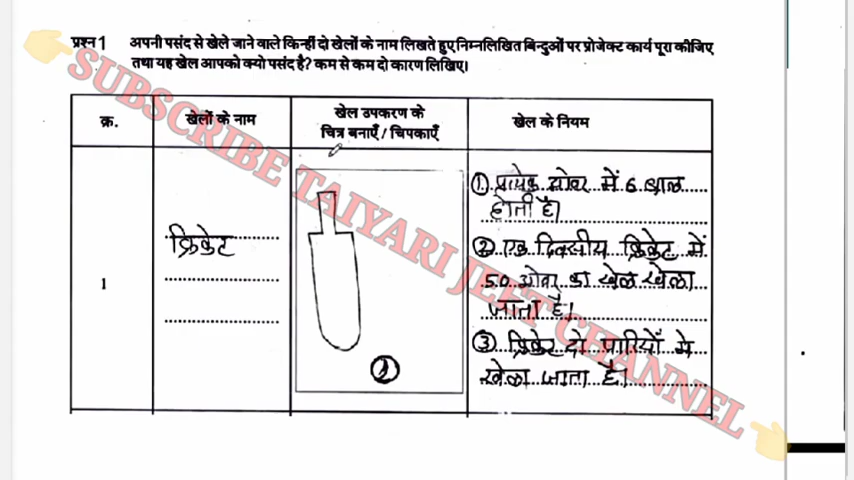 प्रश्न 1 अपनी पसंद से खेले जाने वाले किन्हीं दो खेलों के नाम लिखते हुए निम्नलिखित बिन्दुओं पर प्रोजेक्ट कार्य पूरा कीजिए
तथा यह खेल आपको क्यो पसंद है? कम से कम दो कारण लिखिए।
क्र.
खेलों के नाम
खेल उपकरण के
चित्र बनाएँ / चिपकाएँ
खेल के नियम
1
क्रिकेट
1
① प्रत्येक ओवर में 6 बाल
होती है।
② एक दिवसीय क्रिकेट में
50 ओवर का खेल खेला
जाता है।
③ क्रिकेट दो पारियों मे
खेला जाता है।
SUBSCRIBE TAIYARI JEET CHANNEL